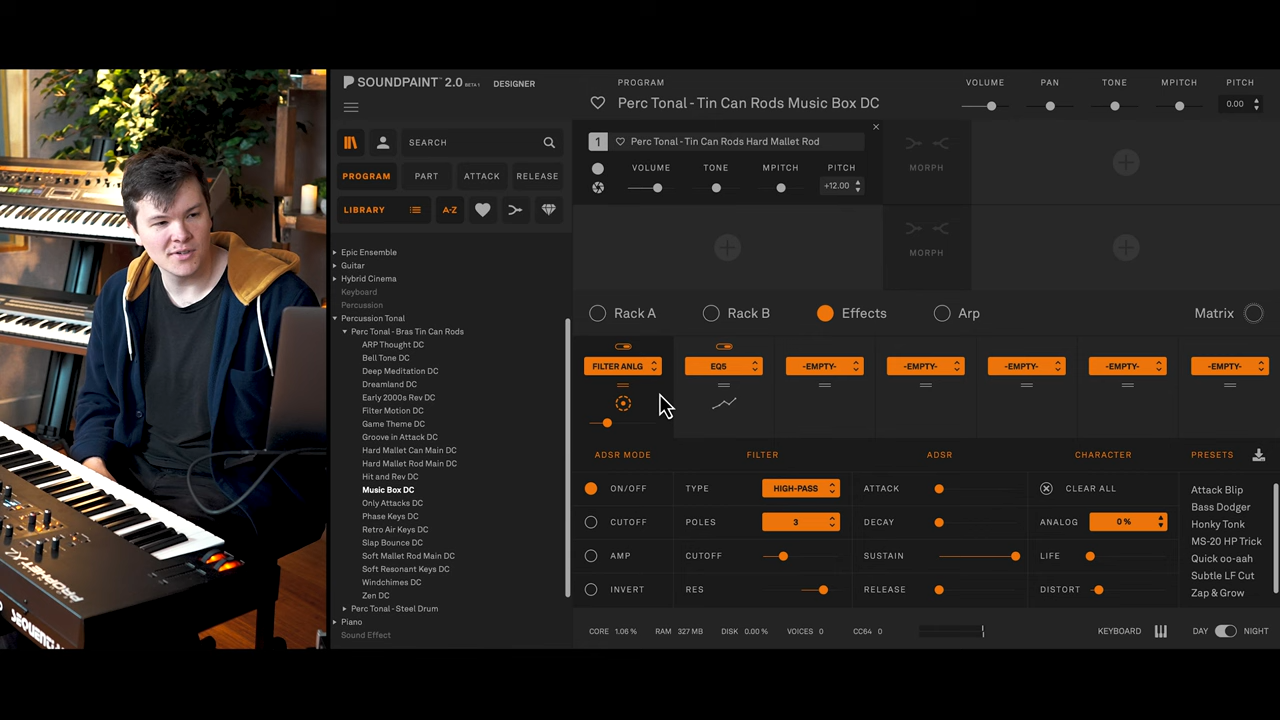 SOUNDPAINT™ 2.0 BETA 1 DESIGNER
PROGRAM
Perc Tonal - Tin Can Rods Music Box DC
VOLUME PAN TONE MPITCH PITCH
0.00
SEARCH
PROGRAM PART ATTACK RELEASE
LIBRARY A-Z
Epic Ensemble
Guitar
Hybrid Cinema
Keyboard
Percussion
Percussion Tonal
Perc Tonal - Bras Tin Can Rods
ARP Thought DC
Bell Tone DC
Deep Meditation DC
Dreamland DC
Early 2000s Rev DC
Filter Motion DC
Game Theme DC
Groove in Attack DC
Hard Mallet Can Main DC
Hard Mallet Rod Main DC
Hit and Rev DC
Music Box DC
Only Attacks DC
Phase Keys DC
Retro Air Keys DC
Slap Bounce DC
Soft Mallet Rod Main DC
Soft Resonant Keys DC
Windchimes DC
Zen DC
Perc Tonal - Steel Drum
Piano
Sound Effect
1 Perc Tonal - Tin Can Rods Hard Mallet Rod
VOLUME TONE MPITCH PITCH
+12.00
MORPH
MORPH
Rack A Rack B Effects Arp Matrix
FILTER ANLG EQ5 -EMPTY- -EMPTY- -EMPTY- -EMPTY- -EMPTY-
ADSR MODE FILTER ADSR CHARACTER PRESETS
ON/OFF TYPE HIGH-PASS ATTACK CLEAR ALL
CUTOFF POLES 3 DECAY ANALOG 0 %
AMP CUTOFF SUSTAIN LIFE
INVERT RES RELEASE DISTORT
Attack Blip
Bass Dodger
Honky Tonk
MS-20 HP Trick
Quick oo-aah
Subtle LF Cut
Zap & Grow
CORE 1.06 % RAM 327 MB DISK 0.00 % VOICES 0 CC64 0 KEYBOARD DAY NIGHT
PROPHET X2
SEQUENTIAL